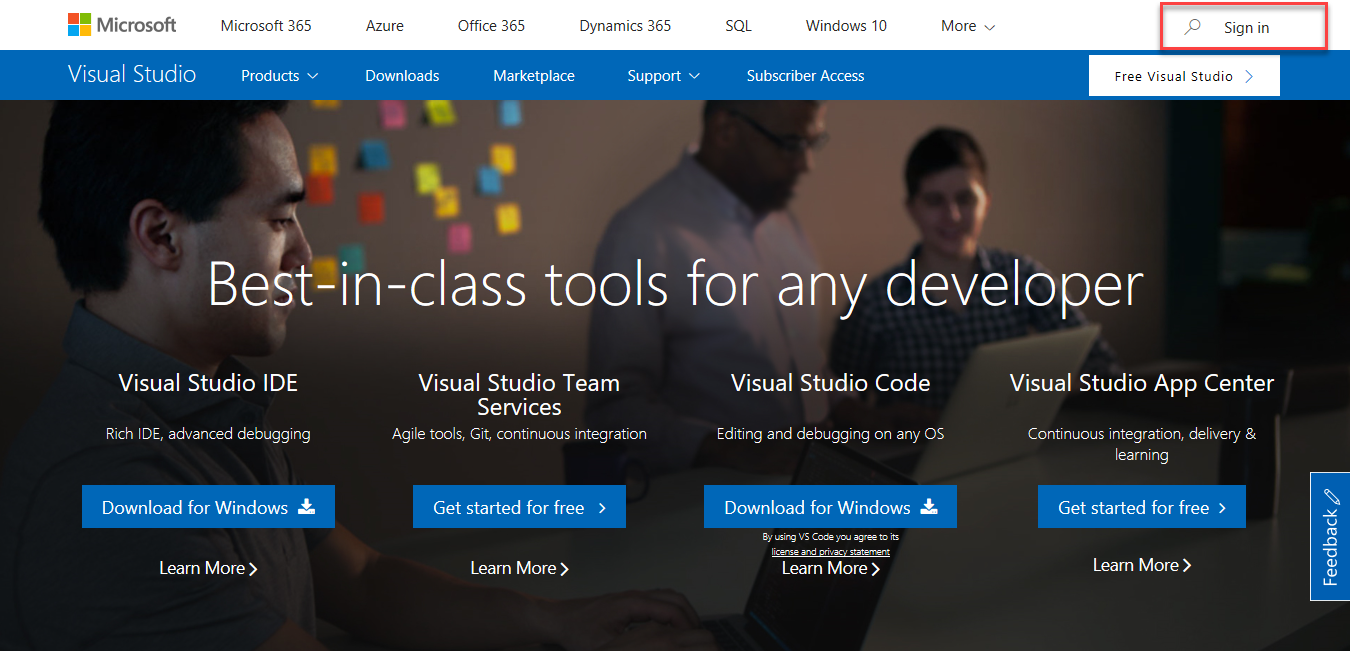 Microsoft Microsoft 365 Azure Office 365 Dynamics 365 SQL Windows 10 More Sign in
Visual Studio Products Downloads Marketplace Support Subscriber Access Free Visual Studio
Best-in-class tools for any developer
Visual Studio IDE
Rich IDE, advanced debugging
Download for Windows
Learn More
Visual Studio Team
Services
Agile tools, Git, continuous integration
Get started for free
Learn More
Visual Studio Code
Editing and debugging on any OS
Download for Windows
By using VS Code you agree to its
license and privacy statement
Learn More
Visual Studio App Center
Continuous integration, delivery &
learning
Get started for free
Learn More
Feedback